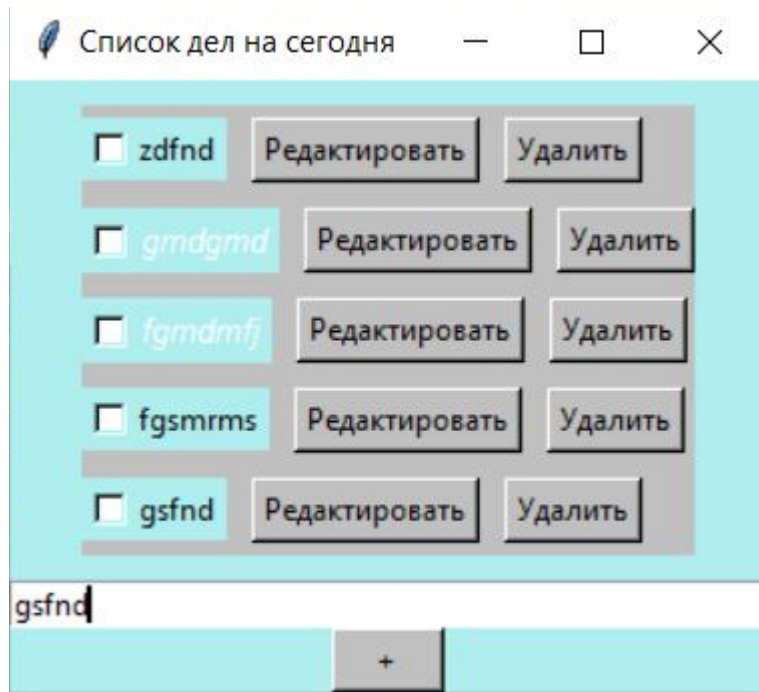 Список дел на сегодня
zdfnd Редактировать Удалить
gmdgmd Редактировать Удалить
fgmdmfj Редактировать Удалить
fgsmrms Редактировать Удалить
gsfnd Редактировать Удалить
gsfnd
+